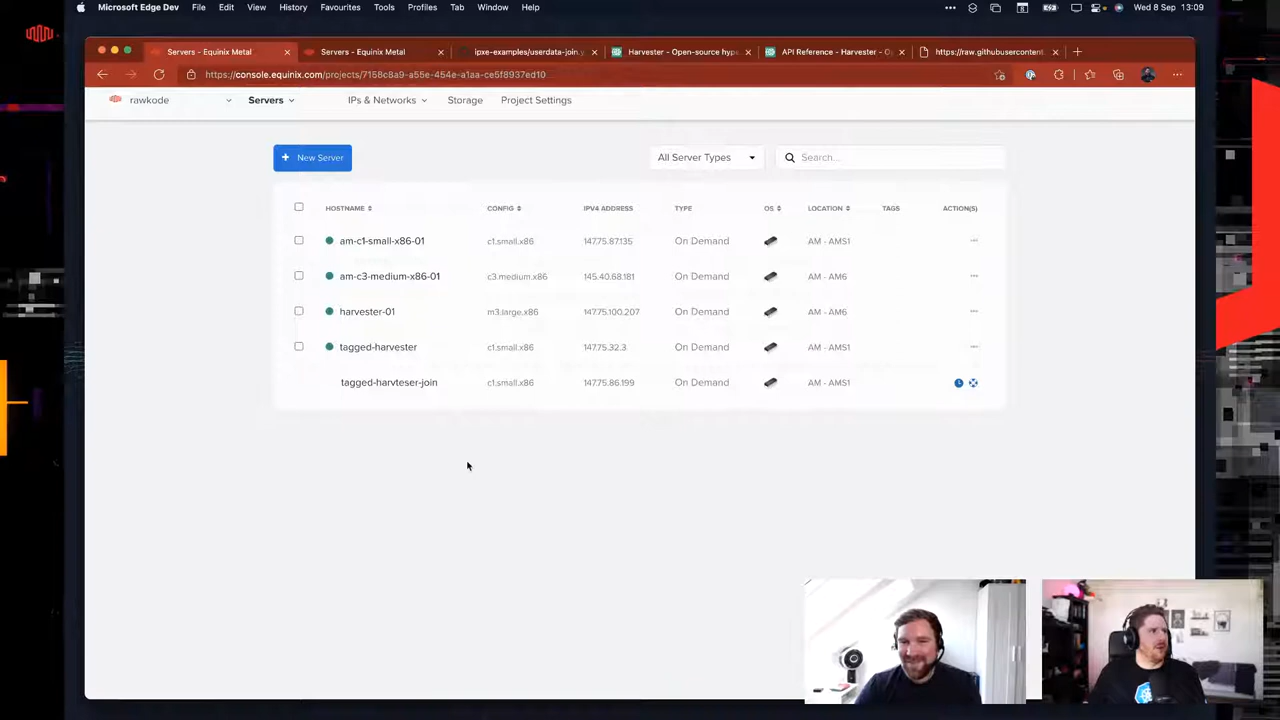 Microsoft Edge Dev File Edit View History Favourites Tools Profiles Tab Window Help Wed 8 Sep 13:09
Servers - Equinix Metal Servers - Equinix Metal ipxe-examples/userdata-join.y Harvester - Open-source hype API Reference - Harvester - O https://raw.githubusercontent.
https://console.equinix.com/projects/7158c8a9-a55e-454e-a1aa-ce5f8937ed10
rawkode Servers IPs & Networks Storage Project Settings
+ New Server All Server Types Search...
HOSTNAME CONFIG IPV4 ADDRESS TYPE OS LOCATION TAGS ACTION(S)
am-c1-small-x86-01 c1.small.x86 147.75.87.135 On Demand AM - AMS1
am-c3-medium-x86-01 c3.medium.x86 145.40.68.181 On Demand AM - AM6
harvester-01 m3.large.x86 147.75.100.207 On Demand AM - AM6
tagged-harvester c1.small.x86 147.75.32.3 On Demand AM - AMS1
tagged-harvteser-join c1.small.x86 147.75.86.199 On Demand AM - AMS1